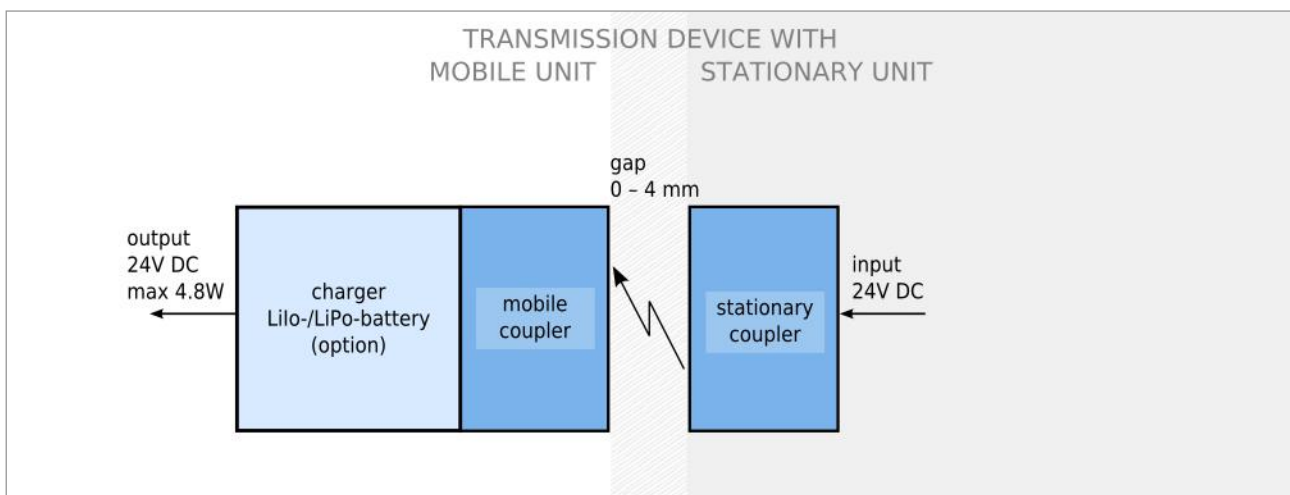 TRANSMISSION DEVICE WITH
MOBILE UNIT
STATIONARY UNIT
gap
0 – 4 mm
output
24V DC
max 4.8W
charger
LiIo-/LiPo-battery
(option)
mobile
coupler
stationary
coupler
input
24V DC